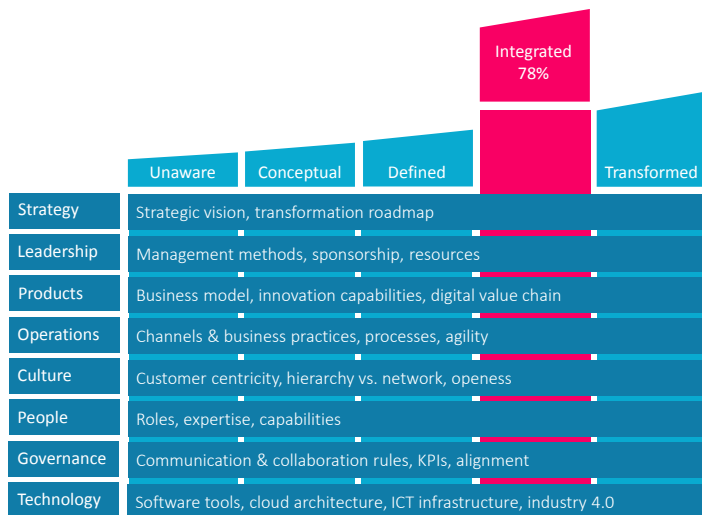 Integrated
78%
Unaware
Conceptual
Defined
Transformed
Strategy
Strategic vision, transformation roadmap
Leadership
Management methods, sponsorship, resources
Products
Business model, innovation capabilities, digital value chain
Operations
Channels & business practices, processes, agility
Culture
Customer centricity, hierarchy vs. network, openess
People
Roles, expertise, capabilities
Governance
Communication & collaboration rules, KPIs, alignment
Technology
Software tools, cloud architecture, ICT infrastructure, industry 4.0